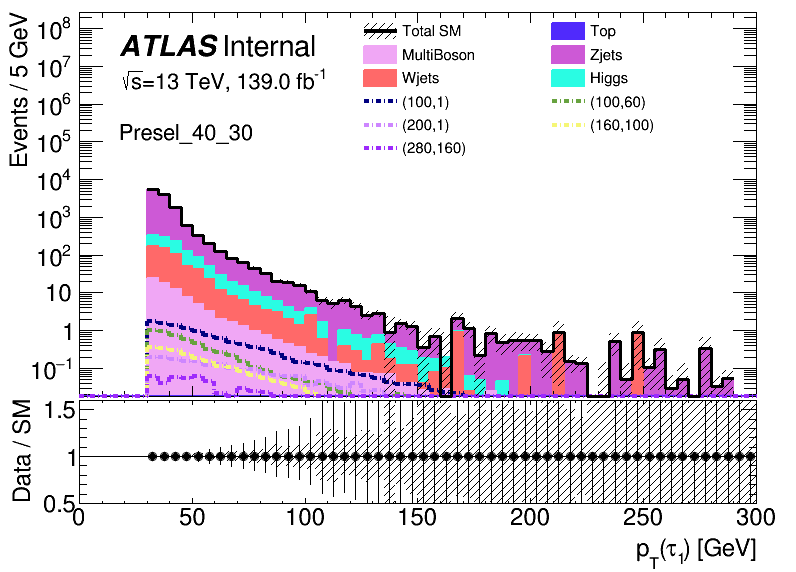 ATLAS Internal
√s=13 TeV, 139.0 fb⁻¹
Presel_40_30
Total SM
Top
MultiBoson
Zjets
Wjets
Higgs
(100,1)
(100,60)
(200,1)
(160,100)
(280,160)
Events / 5 GeV
10⁸
10⁷
10⁶
10⁵
10⁴
10³
10²
10
1
10⁻¹
Data / SM
1.5
1
0.5
0 50 100 150 200 250 300
p_T(τ₁) [GeV]